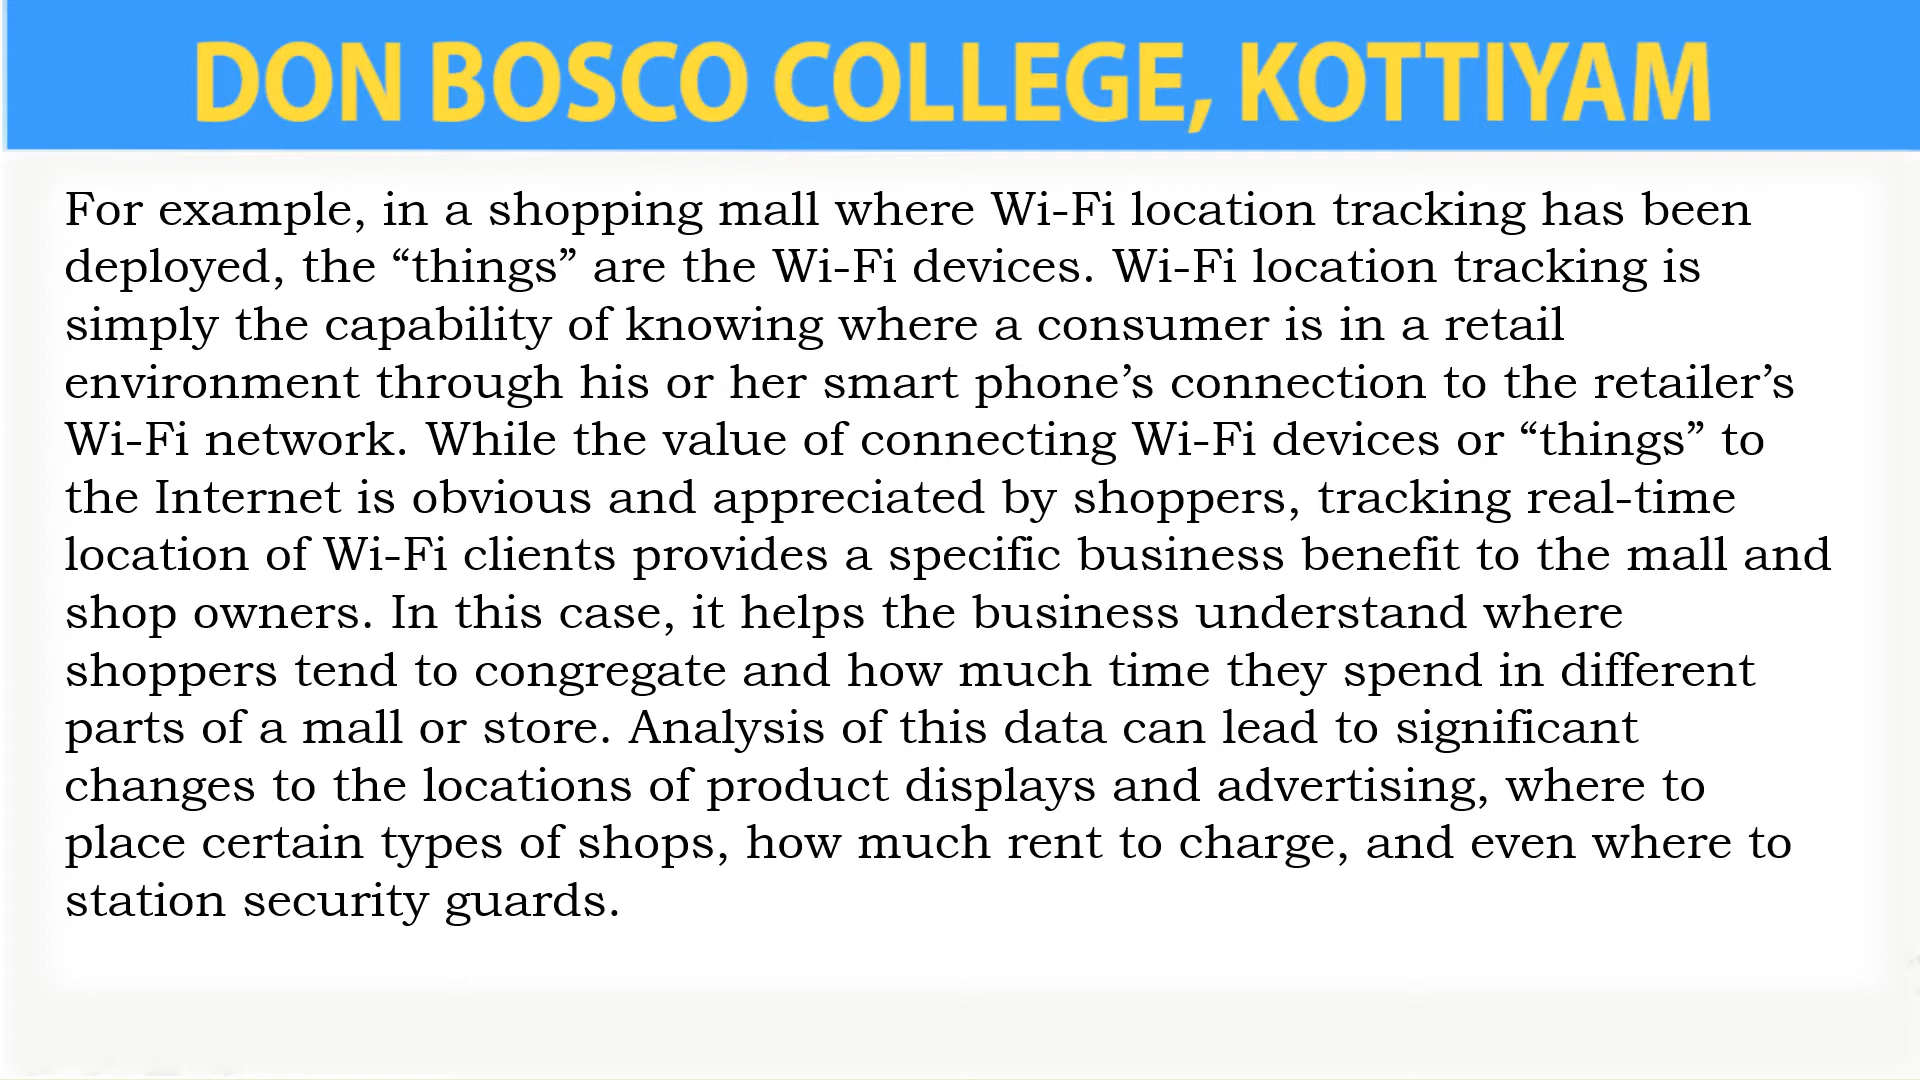 DON BOSCO COLLEGE, KOTTIYAM
For example, in a shopping mall where Wi-Fi location tracking has been
deployed, the “things” are the Wi-Fi devices. Wi-Fi location tracking is
simply the capability of knowing where a consumer is in a retail
environment through his or her smart phone’s connection to the retailer’s
Wi-Fi network. While the value of connecting Wi-Fi devices or “things” to
the Internet is obvious and appreciated by shoppers, tracking real-time
location of Wi-Fi clients provides a specific business benefit to the mall and
shop owners. In this case, it helps the business understand where
shoppers tend to congregate and how much time they spend in different
parts of a mall or store. Analysis of this data can lead to significant
changes to the locations of product displays and advertising, where to
place certain types of shops, how much rent to charge, and even where to
station security guards.